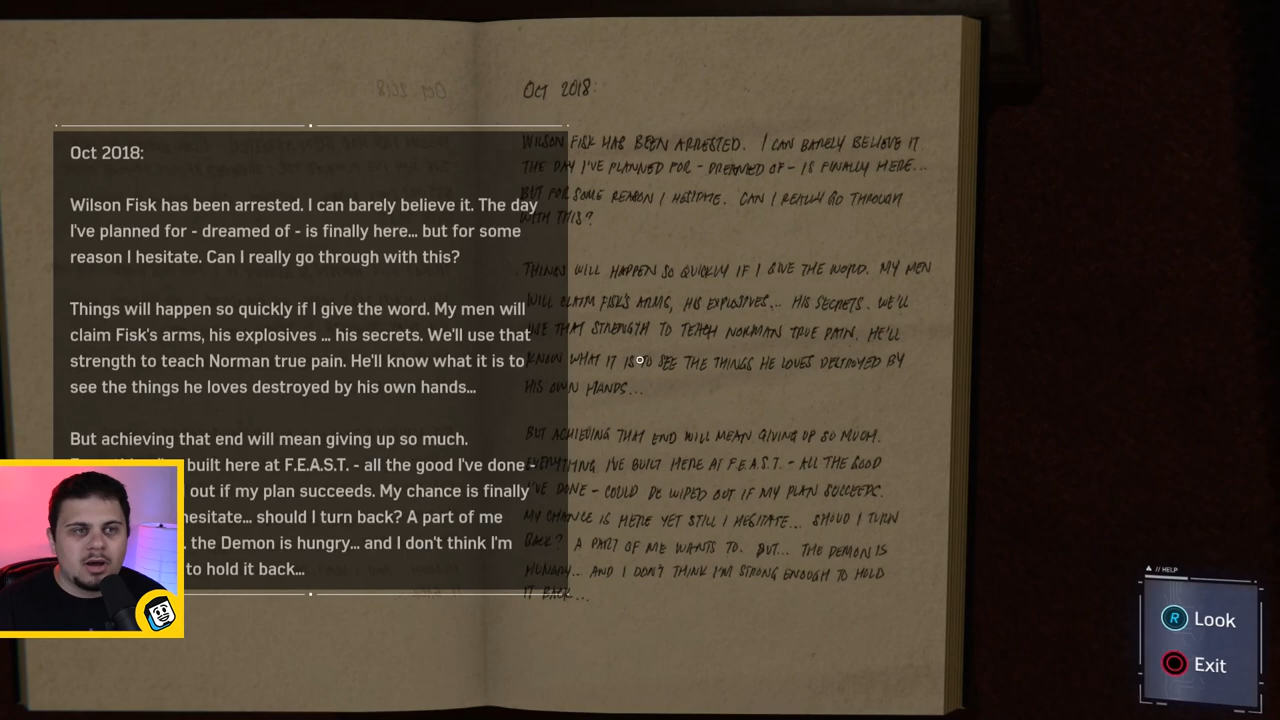 Oct 2018:
Wilson Fisk has been arrested. I can barely believe it. The day
I've planned for - dreamed of - is finally here... but for some
reason I hesitate. Can I really go through with this?
Things will happen so quickly if I give the word. My men will
claim Fisk's arms, his explosives ... his secrets. We'll use that
strength to teach Norman true pain. He'll know what it is to
see the things he loves destroyed by his own hands...
But achieving that end will mean giving up so much.
built here at F.E.A.S.T. - all the good I've done -
out if my plan succeeds. My chance is finally
hesitate... should I turn back? A part of me
the Demon is hungry... and I don't think I'm
to hold it back...
OCT 2018:
WILSON FISK HAS BEEN ARRESTED. I CAN BARELY BELIEVE IT.
THE DAY I'VE PLANNED FOR - DREAMED OF - IS FINALLY HERE...
BUT FOR SOME REASON I HESITATE. CAN I REALLY GO THROUGH
WITH THIS?
THINGS WILL HAPPEN SO QUICKLY IF I GIVE THE WORD. MY MEN
WILL CLAIM FISK'S ARMS, HIS EXPLOSIVES... HIS SECRETS. WE'LL
USE THAT STRENGTH TO TEACH NORMAN TRUE PAIN. HE'LL
KNOW WHAT IT IS TO SEE THE THINGS HE LOVES DESTROYED BY
HIS OWN HANDS...
BUT ACHIEVING THAT END WILL MEAN GIVING UP SO MUCH.
EVERYTHING I'VE BUILT HERE AT F.E.A.S.T. - ALL THE GOOD
I'VE DONE - COULD BE WIPED OUT IF MY PLAN SUCCEEDS.
MY CHANCE IS HERE YET STILL I HESITATE... SHOUD I TURN
BACK? A PART OF ME WANTS TO. BUT... THE DEMON IS
HUNGRY... AND I DON'T THINK I'M STRONG ENOUGH TO HOLD
IT BACK...
// HELP
R Look
Exit